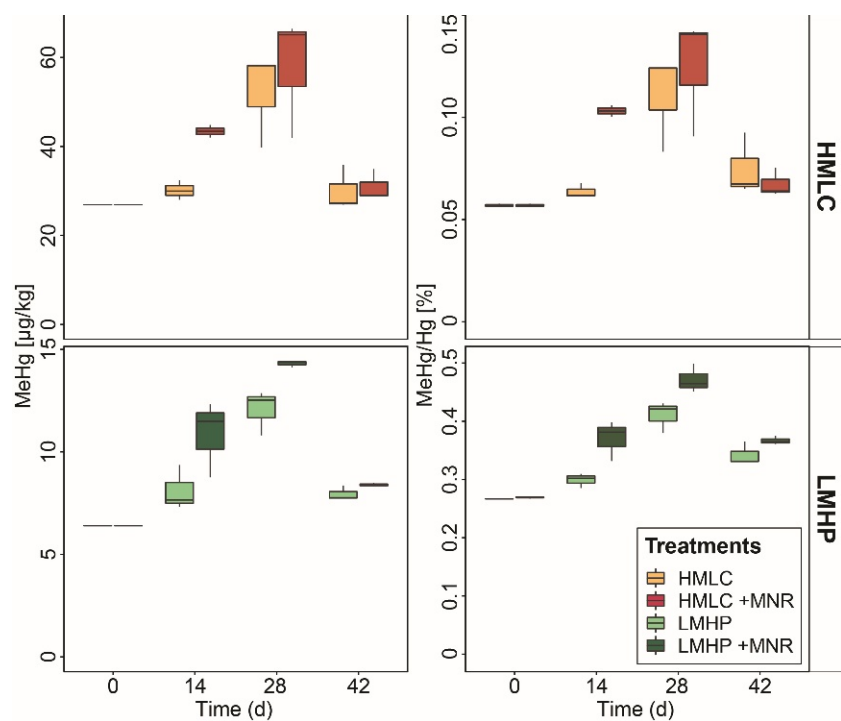 MeHg [µg/kg]
60
40
20
0
15
10
5
0
MeHg/Hg [%]
0.15
0.10
0.05
0
0.5
0.4
0.3
0.2
0.1
0
HMLC
LMHP
Treatments
HMLC
HMLC +MNR
LMHP
LMHP +MNR
0 14 28 42
Time (d)
0 14 28 42
Time (d)